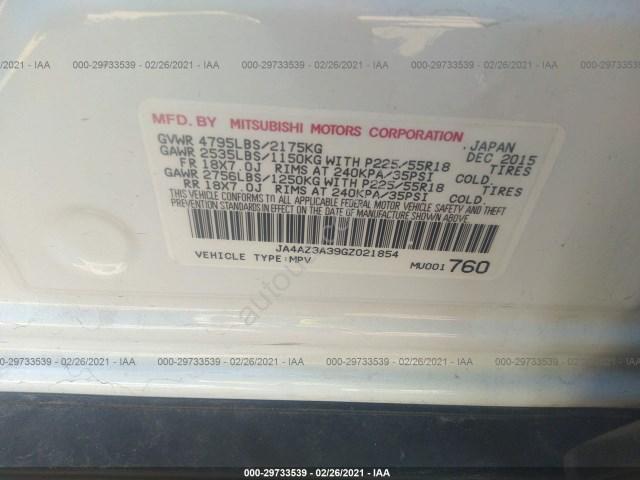 000-29733539 - 02/26/2021 - IAA 000-29733539 - 02/26/2021 - IAA 000-29733539 - 02/26/2021 - IAA
MFD. BY MITSUBISHI MOTORS CORPORATION, JAPAN
GVWR 4795LBS/2175KG DEC 2015
GAWR 2535LBS/1150KG WITH P225/55R18 TIRES
FR 18X7.0J RIMS AT 240KPA/35PSI COLD.
GAWR 2756LBS/1250KG WITH P225/55R18 TIRES
RR 18X7.0J RIMS AT 240KPA/35PSI COLD.
THIS VEHICLE CONFORMS TO ALL APPLICABLE FEDERAL MOTOR VEHICLE SAFETY AND THEFT
PREVENTION STANDARDS IN EFFECT ON THE DATE OF MANUFACTURE SHOWN ABOVE.
JA4AZ3A39GZ021854
VEHICLE TYPE:MPV MU001 760
000-29733539 - 02/26/2021 - IAA 000-29733539 - 02/26/2021 - IAA 000-29733539 - 02/26/2021 - IAA
000-29733539 - 02/26/2021 - IAA